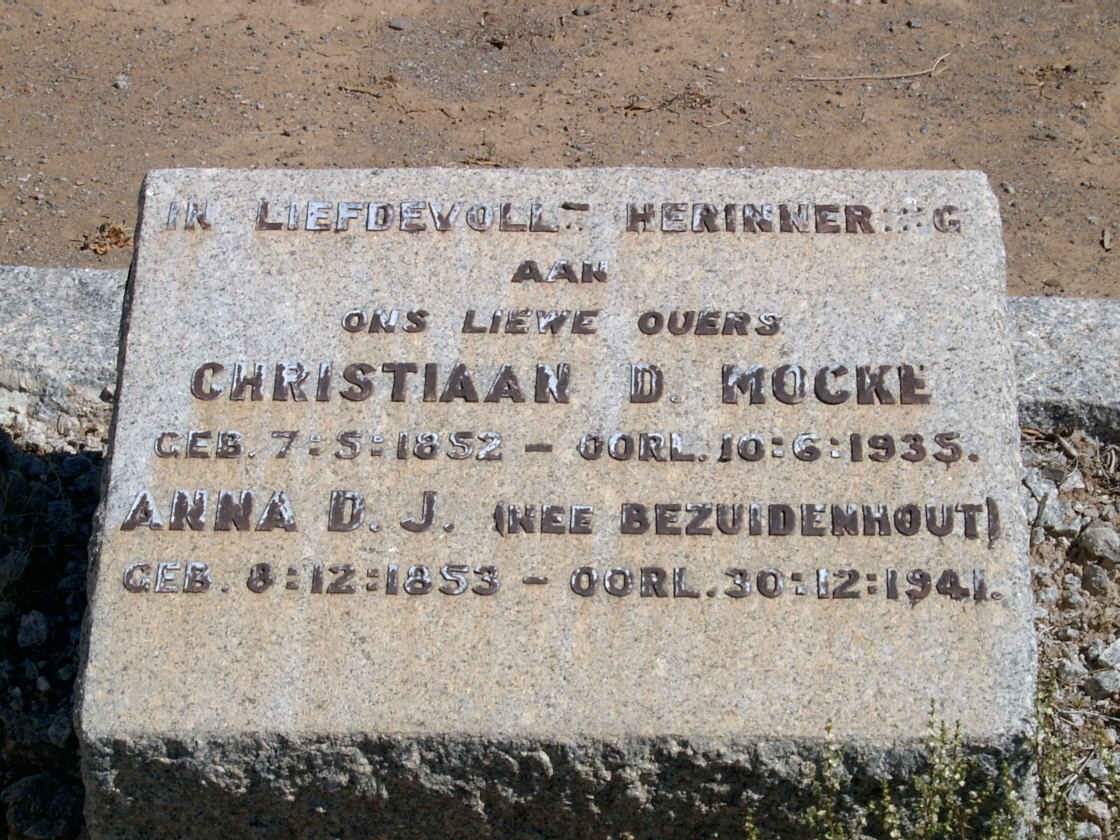 IN LIEFDEVOLLE HERINNERING
AAN
ONS LIEWE OUERS
CHRISTIAAN D. MOCKE
GEB. 7:5:1852 – OORL. 10:6:1935.
ANNA D. J. (NEE BEZUIDENHOUT)
GEB. 8:12:1853 – OORL. 30:12:1941.